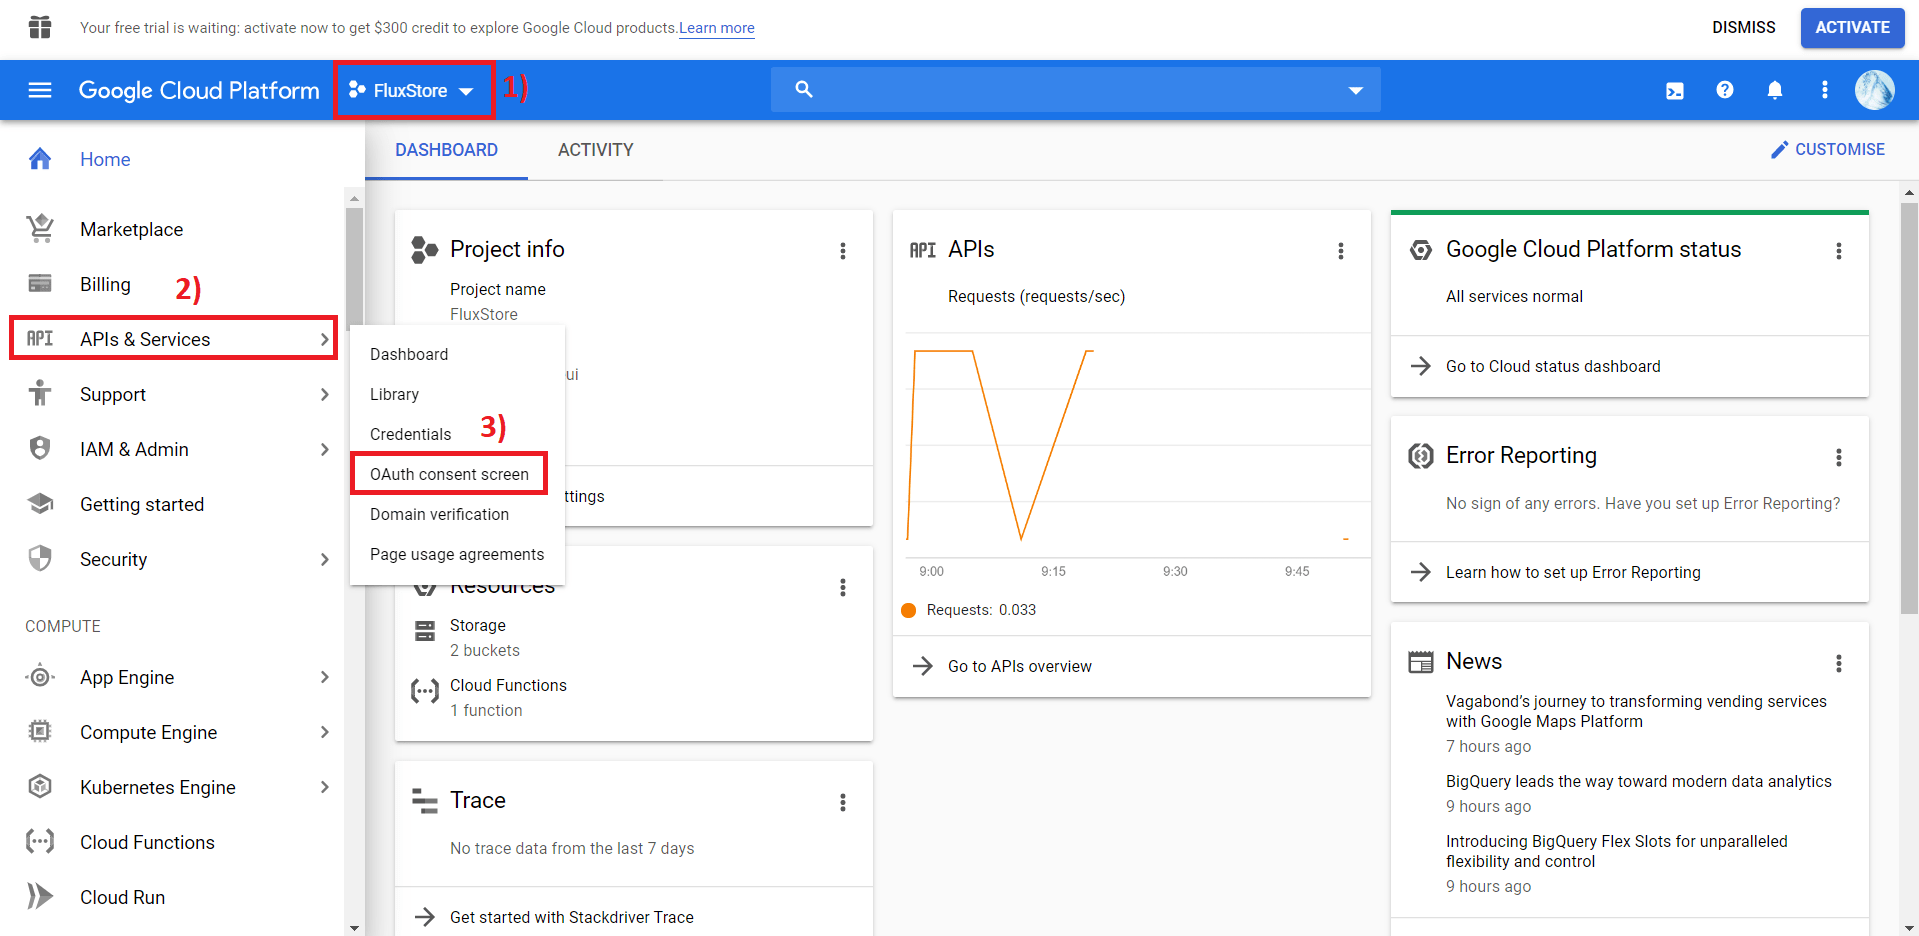 Your free trial is waiting: activate now to get $300 credit to explore Google Cloud products. Learn more
DISMISS
ACTIVATE
Google Cloud Platform
FluxStore
1)
DASHBOARD
ACTIVITY
CUSTOMISE
Home
Marketplace
Billing
2)
API
APIs & Services
Support
IAM & Admin
Getting started
Security
COMPUTE
App Engine
Compute Engine
Kubernetes Engine
Cloud Functions
Cloud Run
Dashboard
Library
Credentials
3)
OAuth consent screen
Domain verification
Page usage agreements
Project info
Project name
FluxStore
ui
ttings
Resources
Storage
2 buckets
Cloud Functions
1 function
Trace
No trace data from the last 7 days
Get started with Stackdriver Trace
API
APIs
Requests (requests/sec)
9:00
9:15
9:30
9:45
Requests: 0.033
Go to APIs overview
Google Cloud Platform status
All services normal
Go to Cloud status dashboard
Error Reporting
No sign of any errors. Have you set up Error Reporting?
Learn how to set up Error Reporting
News
Vagabond’s journey to transforming vending services
with Google Maps Platform
7 hours ago
BigQuery leads the way toward modern data analytics
9 hours ago
Introducing BigQuery Flex Slots for unparalleled
flexibility and control
9 hours ago